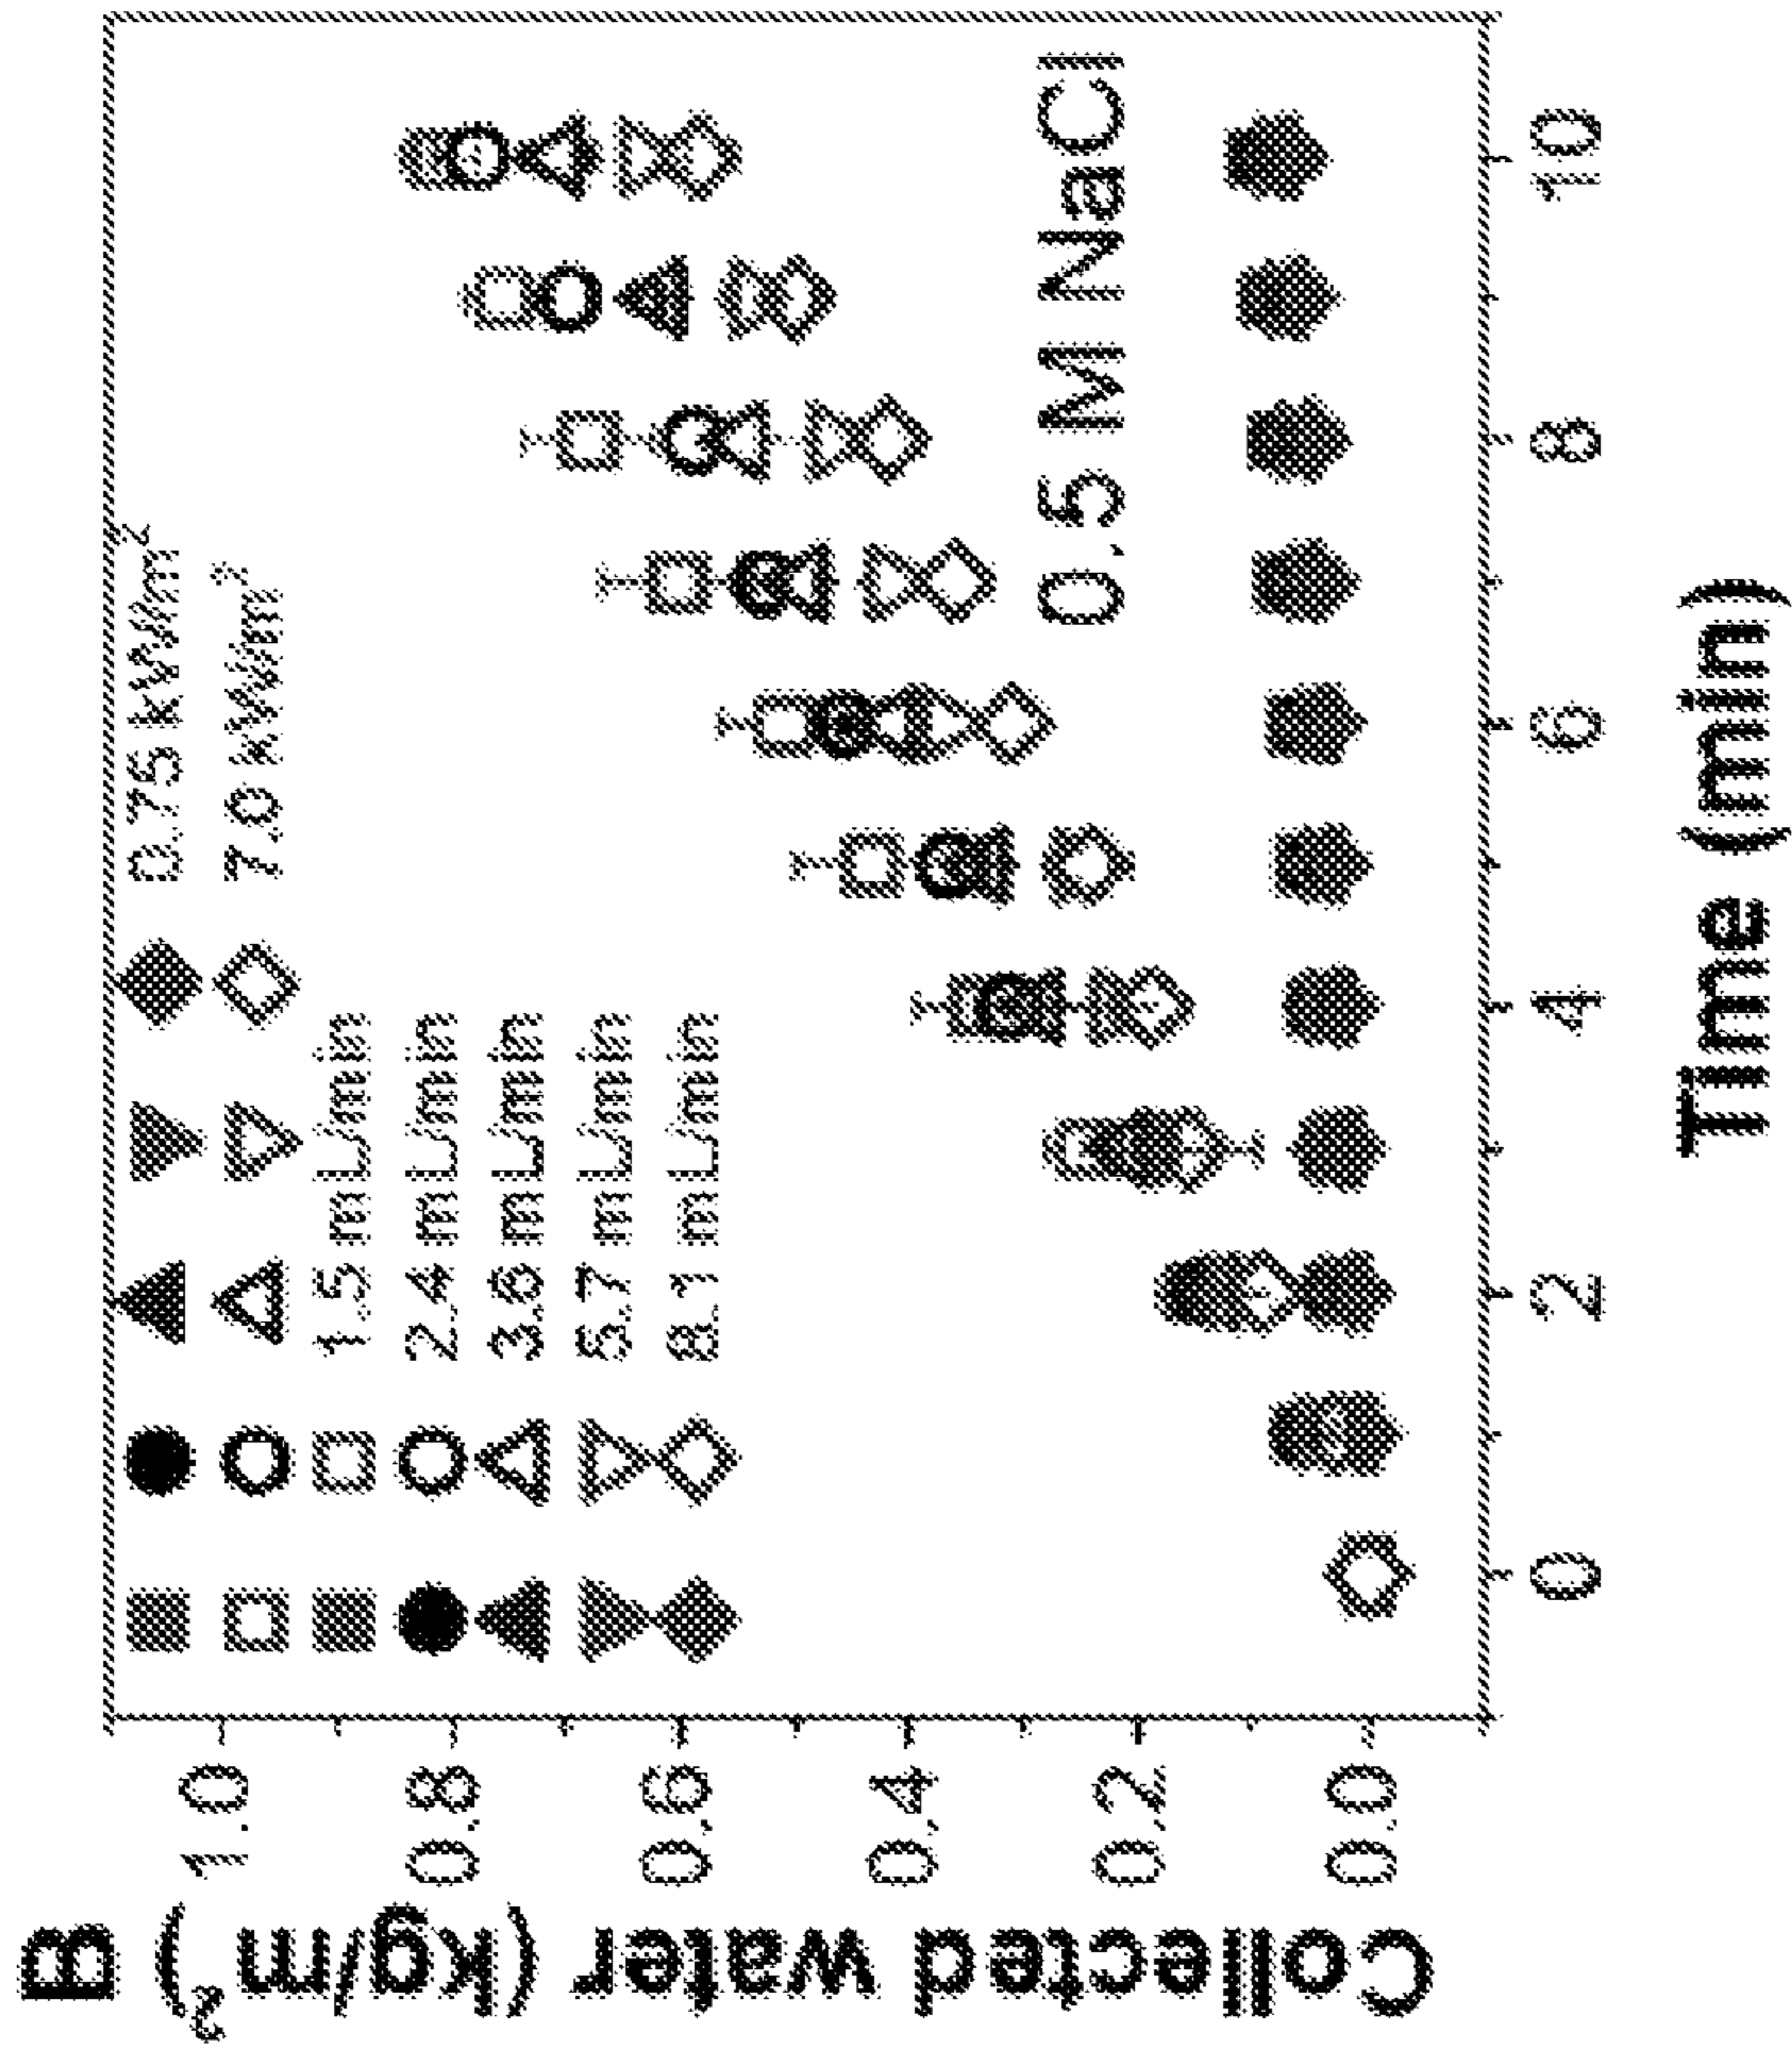 B
0.75 kW/m²
7.0 kW/m²
1.5 mL/min
2.4 mL/min
3.6 mL/min
5.7 mL/min
8.1 mL/min
0.5 M NaCl
Collected water (kg/m²)
1.0
0.8
0.6
0.4
0.2
0.0
0 2 4 6 8 10
Time (min)